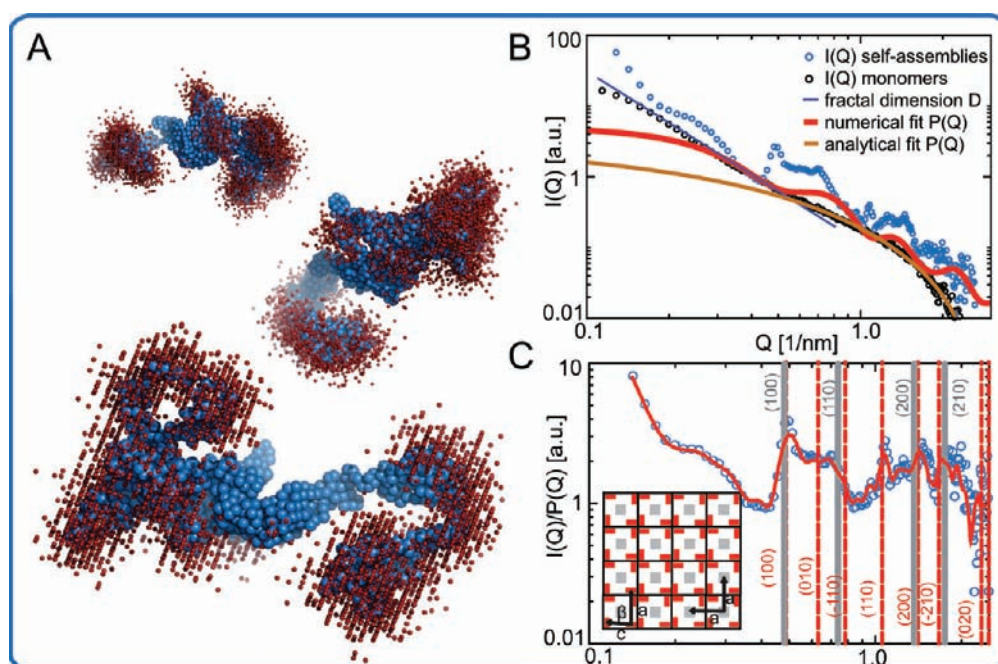 A
B
100
1
0.01
I(Q) [a.u.]
I(Q) self-assemblies
I(Q) monomers
fractal dimension D
numerical fit P(Q)
analytical fit P(Q)
0.1
1.0
Q [1/nm]
C
10
1
0.01
I(Q)/P(Q) [a.u.]
(100)
(110)
(200)
(210)
(100)
(010)
(-110)
(110)
(200)
(-210)
(020)
β
a
c
a
a
0.1
1.0